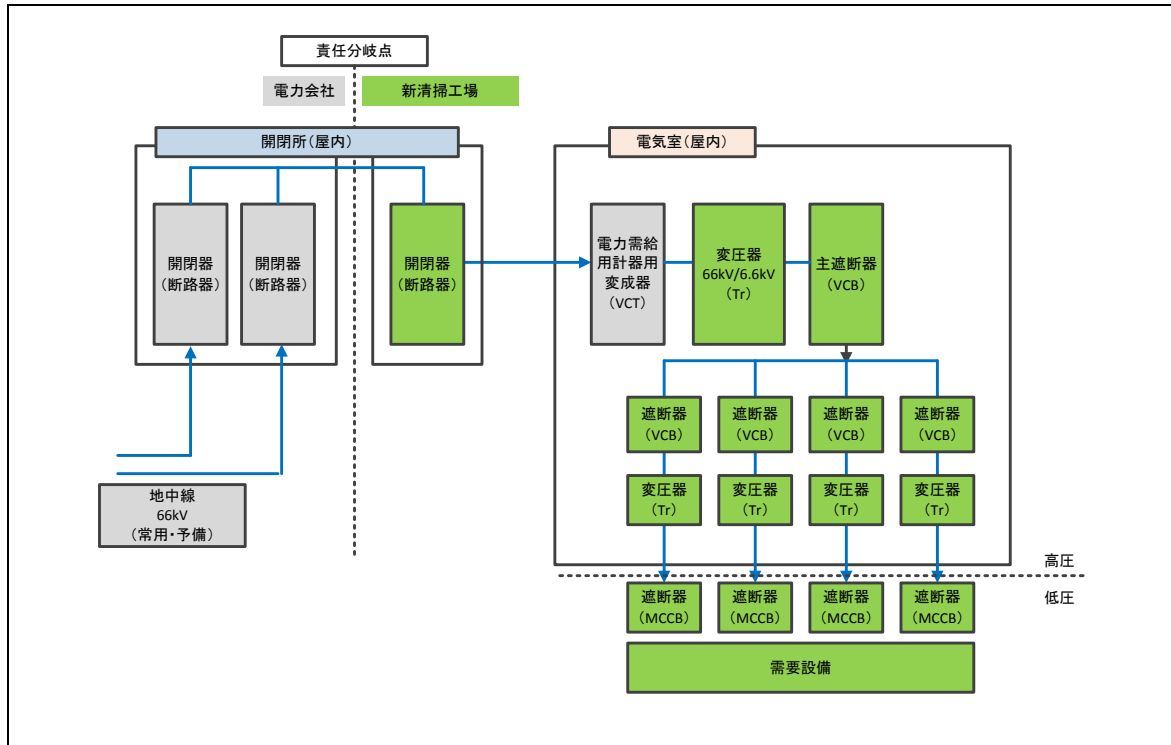 責任分岐点
電力会社
新清掃工場
開閉所(屋内)
電気室(屋内)
開閉器
(断路器)
開閉器
(断路器)
開閉器
(断路器)
電力需給
用計器用
変成器
(VCT)
変圧器
66kV/6.6kV
(Tr)
主遮断器
(VCB)
遮断器
(VCB)
遮断器
(VCB)
遮断器
(VCB)
遮断器
(VCB)
地中線
66kV
(常用・予備)
変圧器
(Tr)
変圧器
(Tr)
変圧器
(Tr)
変圧器
(Tr)
高圧
低圧
遮断器
(MCCB)
遮断器
(MCCB)
遮断器
(MCCB)
遮断器
(MCCB)
需要設備